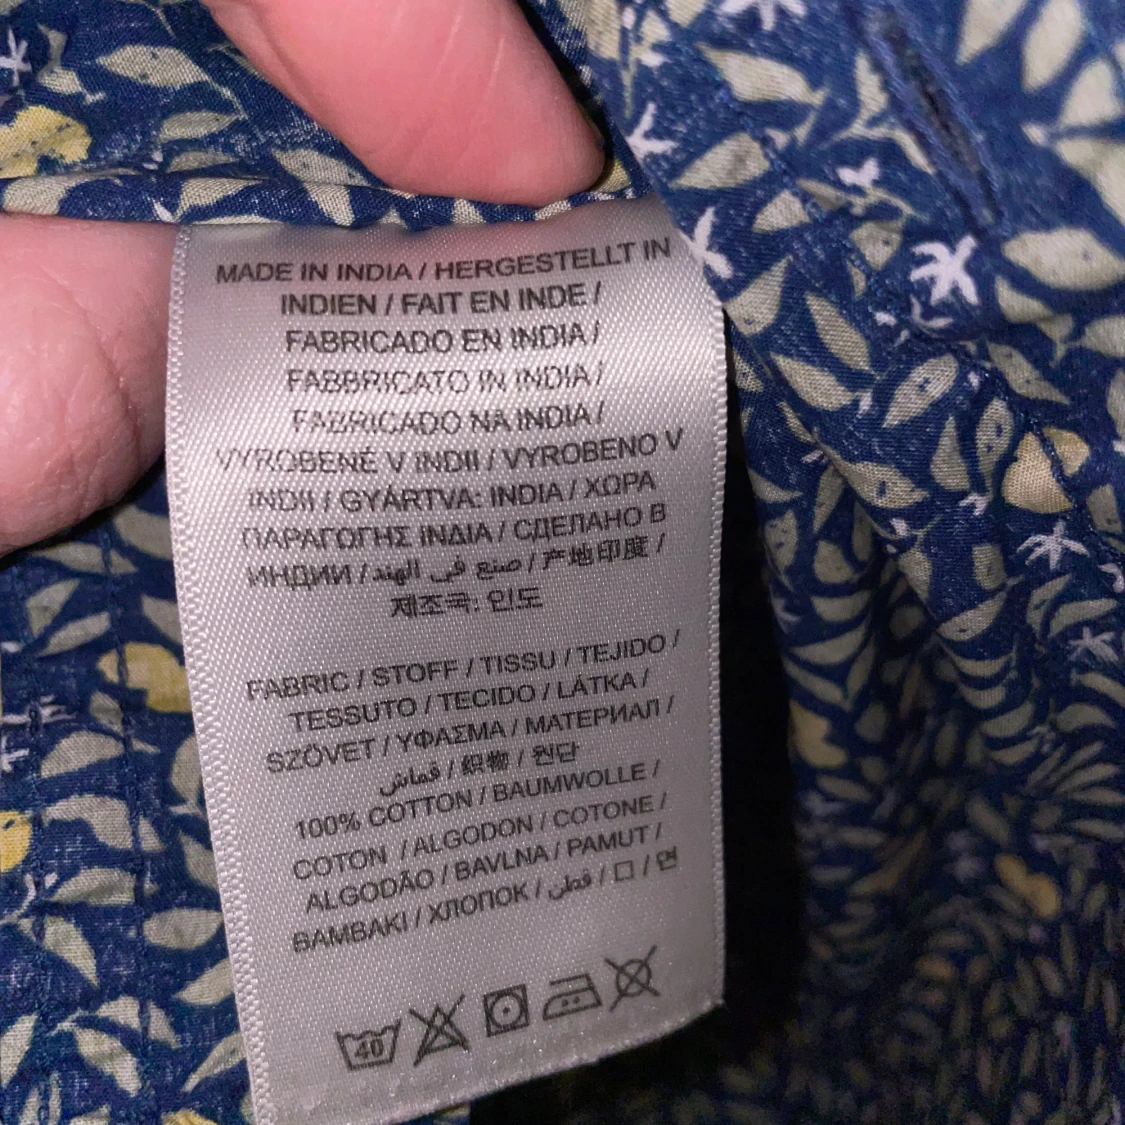 MADE IN INDIA / HERGESTELLT IN
INDIEN / FAIT EN INDE /
FABRICADO EN INDIA /
FABBRICATO IN INDIA /
FABRICADO NA INDIA /
VYROBENÉ V INDII / VYROBENO V
INDII / GYÁRTVA: INDIA / ΧΩΡΑ
ΠΑΡΑΓΩΓΗΣ ΙΝΔΙΑ / СДЕЛАНО В
ИНДИИ / صنع في الهند / 产地印度 /
제조국: 인도
FABRIC / STOFF / TISSU / TEJIDO /
TESSUTO / TECIDO / LÁTKA /
SZÖVET / ΥΦΑΣΜΑ / МАТЕРИАЛ /
قماش / 織物 / 원단
100% COTTON / BAUMWOLLE /
COTON / ALGODON / COTONE /
ALGODÃO / BAVLNA / PAMUT /
BAMBAKI / ХЛОПОК / قطن / □ / 면
40